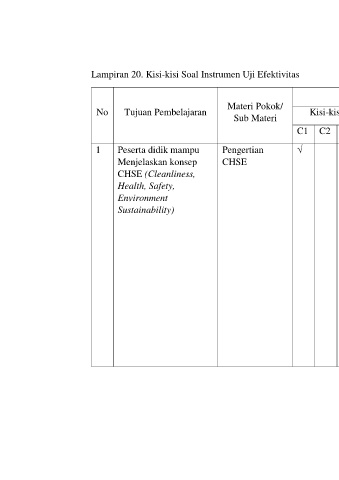 Lampiran 20. Kisi-kisi Soal Instrumen Uji Efektivitas
No
Tujuan Pembelajaran
Materi Pokok/
Sub Materi
Kisi-kis
C1
C2
1
Peserta didik mampu
Menjelaskan konsep
CHSE (Cleanliness,
Health, Safety,
Environment
Sustainability)
Pengertian
CHSE
√